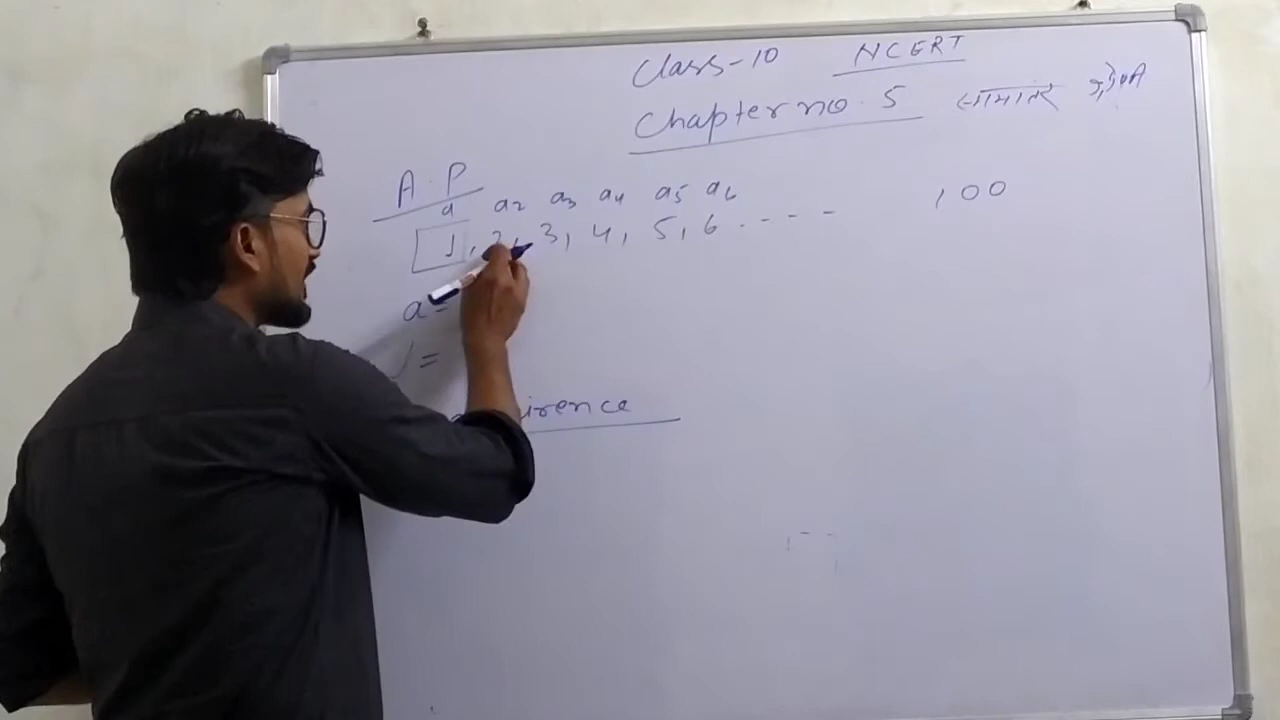 Class-10 NCERT
Chapter no. 5 समान्तर
A.P
a a2 a3 a4 a5 a6
1, 2, 3, 4, 5, 6 . - - - 100
a =
=